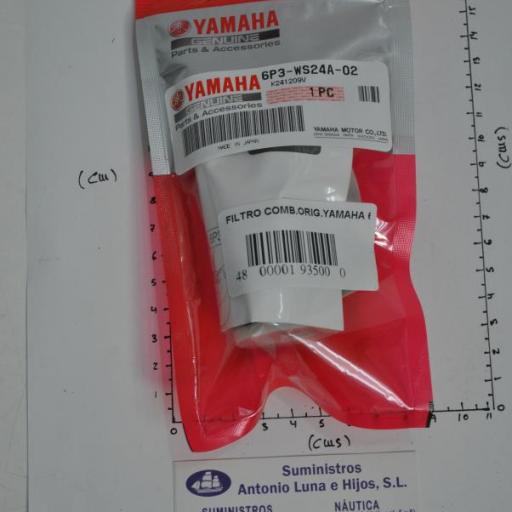 YAMAHA
GENUINE
Parts & Accessories
YAMAHA 6P3-WS24A-02
K241209V
GENUINE
Parts & Accessories
1 PC
YAMAHA MOTOR CO.,LTD.
MADE IN JAPAN
FILTRO COMB.ORIG.YAMAHA
48 00001 93500 0
(cms)
(cms)
(cms)
Suministros
Antonio Luna e Hijos, S.L.
SUMINISTROS NÁUTICA